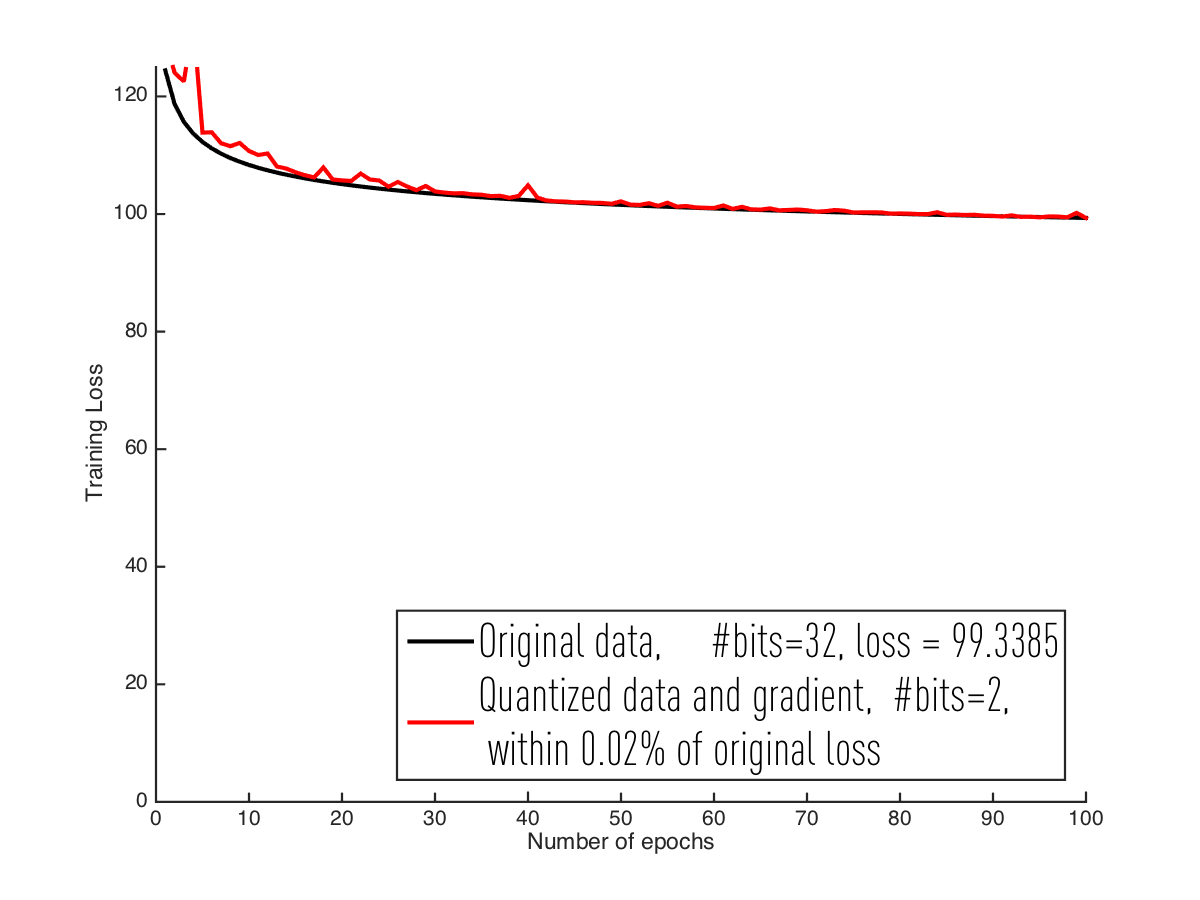 120
100
80
60
40
20
0
Training Loss
Original data, #bits=32, loss = 99.3385
Quantized data and gradient, #bits=2,
within 0.02% of original loss
0 10 20 30 40 50 60 70 80 90 100
Number of epochs